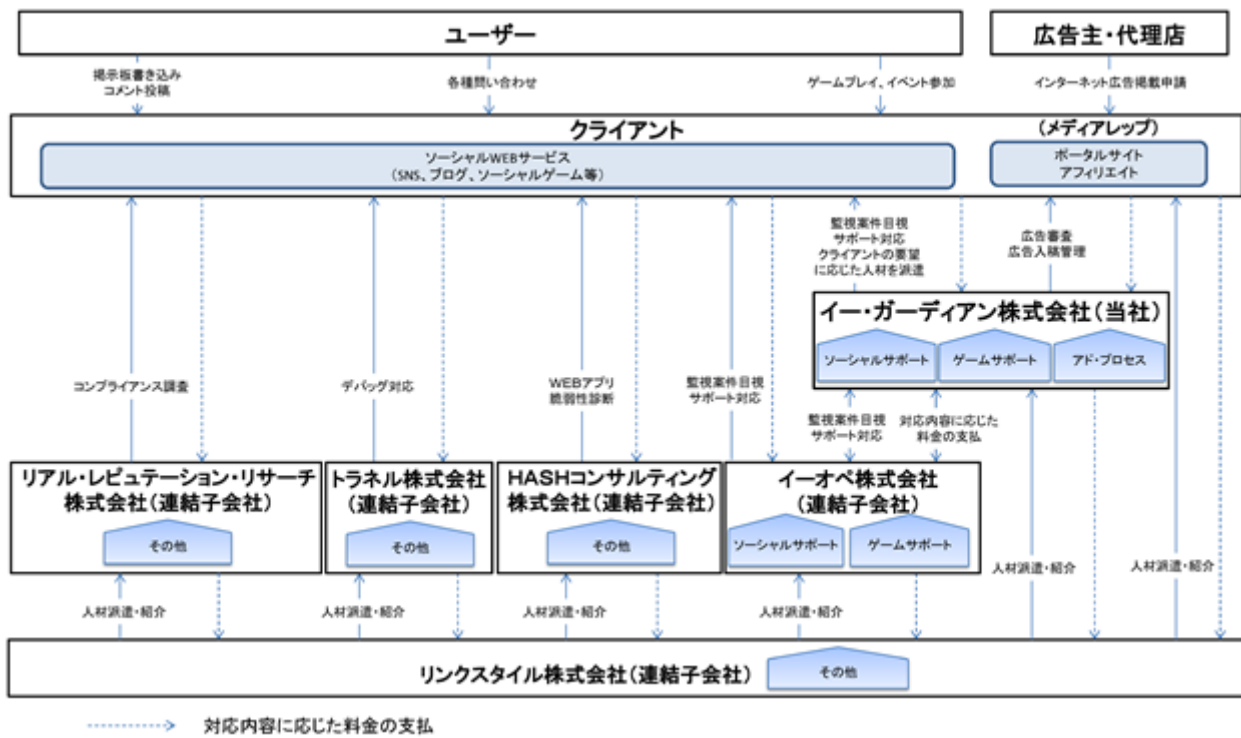 ユーザー
広告主・代理店
掲示板書き込み
コメント投稿
各種問い合わせ
ゲームプレイ、イベント参加
インターネット広告掲載申請
クライアント
（メディアレップ）
ソーシャルWEBサービス
（SNS、ブログ、ソーシャルゲーム等）
ポータルサイト
アフィリエイト
監視案件目視
サポート対応
クライアントの要望
に応じた人材を派遣
広告審査
広告入稿管理
イー・ガーディアン株式会社（当社）
ソーシャルサポート
ゲームサポート
アド・プロセス
コンプライアンス調査
デバッグ対応
WEBアプリ
脆弱性診断
監視案件目視
サポート対応
監視案件目視
サポート対応
対応内容に応じた
料金の支払
リアル・レピュテーション・リサーチ
株式会社（連結子会社）
その他
トラネル株式会社
（連結子会社）
その他
HASHコンサルティング
株式会社（連結子会社）
その他
イーオペ株式会社
（連結子会社）
ソーシャルサポート
ゲームサポート
人材派遣・紹介
人材派遣・紹介
人材派遣・紹介
人材派遣・紹介
人材派遣・紹介
人材派遣・紹介
リンクスタイル株式会社（連結子会社）
その他
対応内容に応じた料金の支払